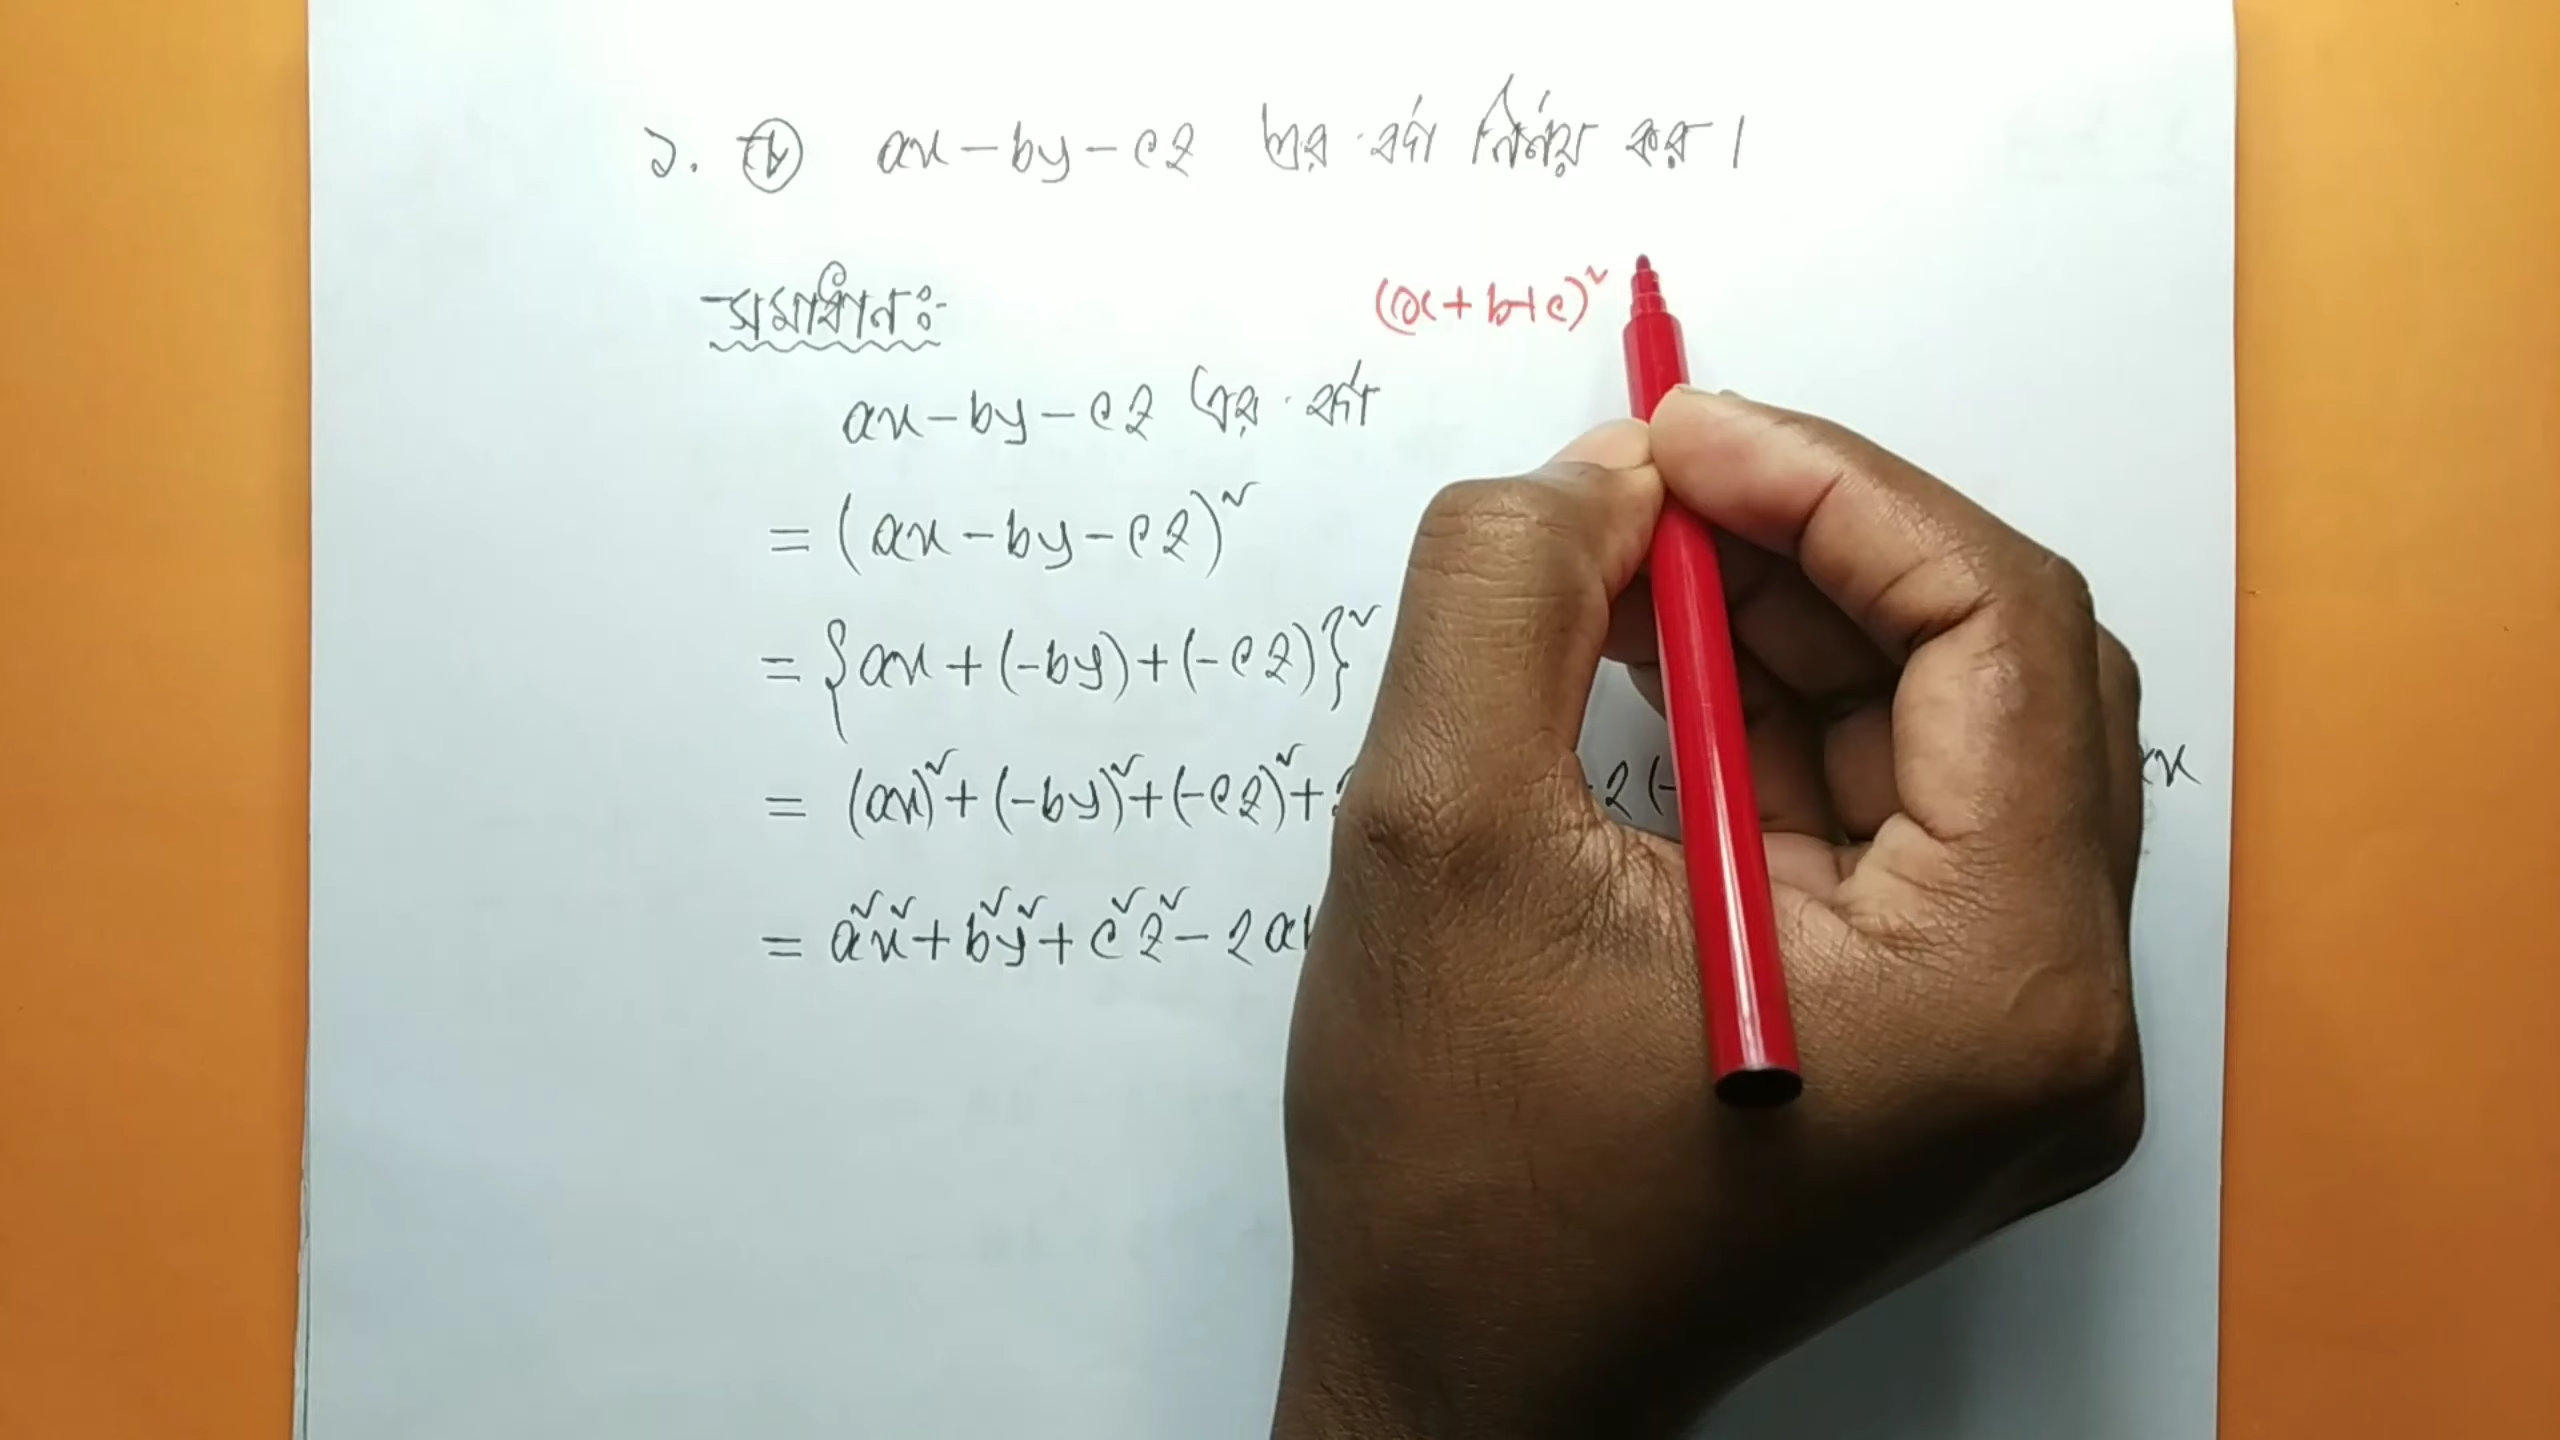 ১. ঘ ax - by - cz এর বর্গ নির্ণয় কর।
সমাধানঃ-
(a+b+c)²
ax - by - cz এর বর্গ
= (ax - by - cz)²
= {ax + (-by) + (-cz)}²
= (ax)² + (-by)² + (-cz)² + 2 (- x
= a²x² + b²y² + c²z² - 2a